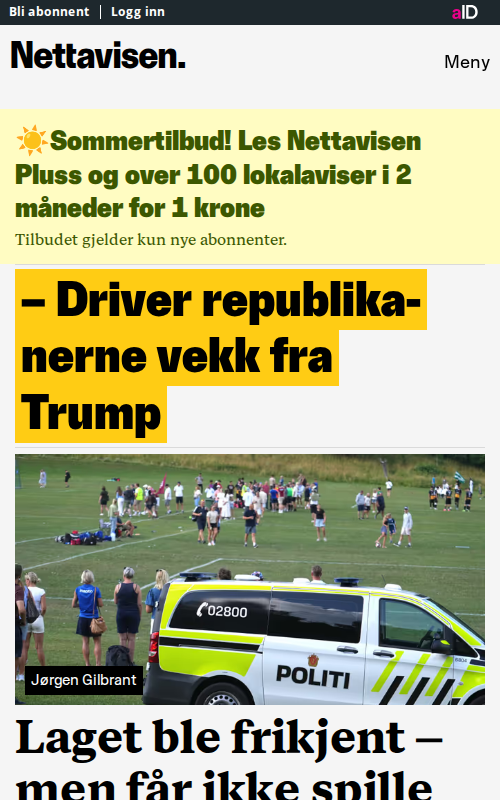 Bli abonnent | Logg inn
aID
Nettavisen.
Meny
Sommertilbud! Les Nettavisen
Pluss og over 100 lokalaviser i 2
måneder for 1 krone
Tilbudet gjelder kun nye abonnenter.
– Driver republika-
nerne vekk fra
Trump
02800
POLITI
Jørgen Gilbrant
Laget ble frikjent –
men får ikke spille